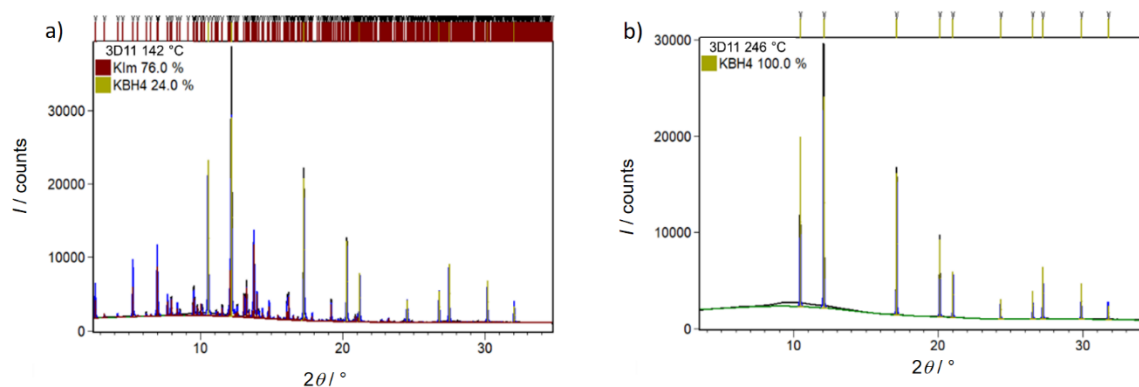 a)
3D11 142 °C
KIm 76.0 %
KBH4 24.0 %
I / counts
30000
20000
10000
0
10
20
30
2θ / °
b)
3D11 246 °C
KBH4 100.0 %
I / counts
30000
20000
10000
0
10
20
30
2θ / °